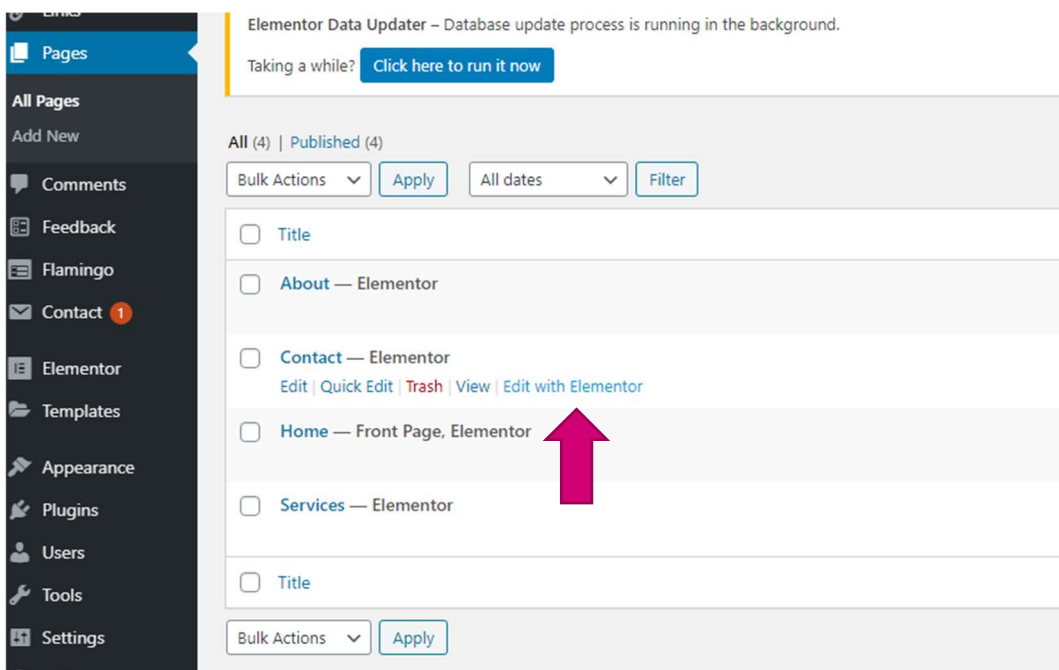 Links
Pages
All Pages
Add New
Comments
Feedback
Flamingo
Contact 1
Elementor
Templates
Appearance
Plugins
Users
Tools
Settings
Elementor Data Updater – Database update process is running in the background.
Taking a while? Click here to run it now
All (4) | Published (4)
Bulk Actions Apply All dates Filter
Title
About — Elementor
Contact — Elementor
Edit | Quick Edit | Trash | View | Edit with Elementor
Home — Front Page, Elementor
Services — Elementor
Title
Bulk Actions Apply